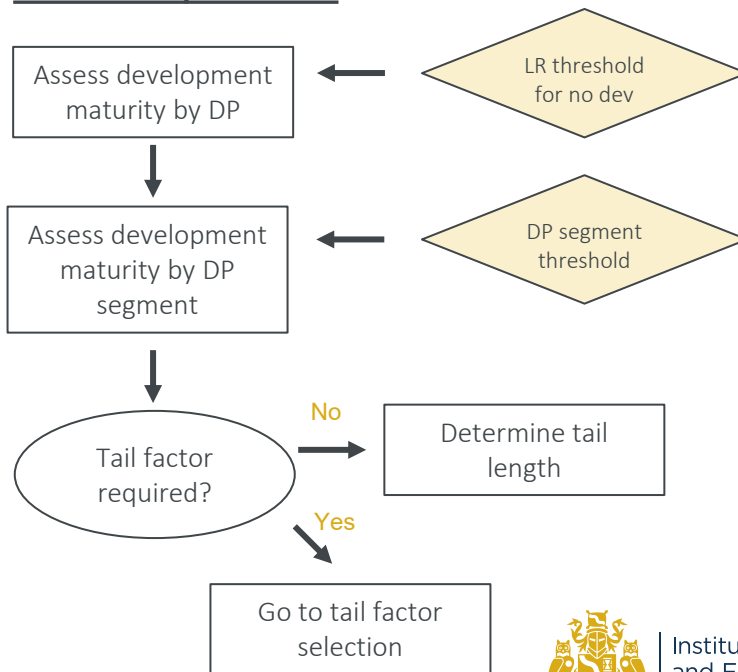 Assess development
maturity by DP
LR threshold
for no dev
Assess development
maturity by DP
segment
DP segment
threshold
Tail factor
required?
No
Determine tail
length
Yes
Go to tail factor
selection